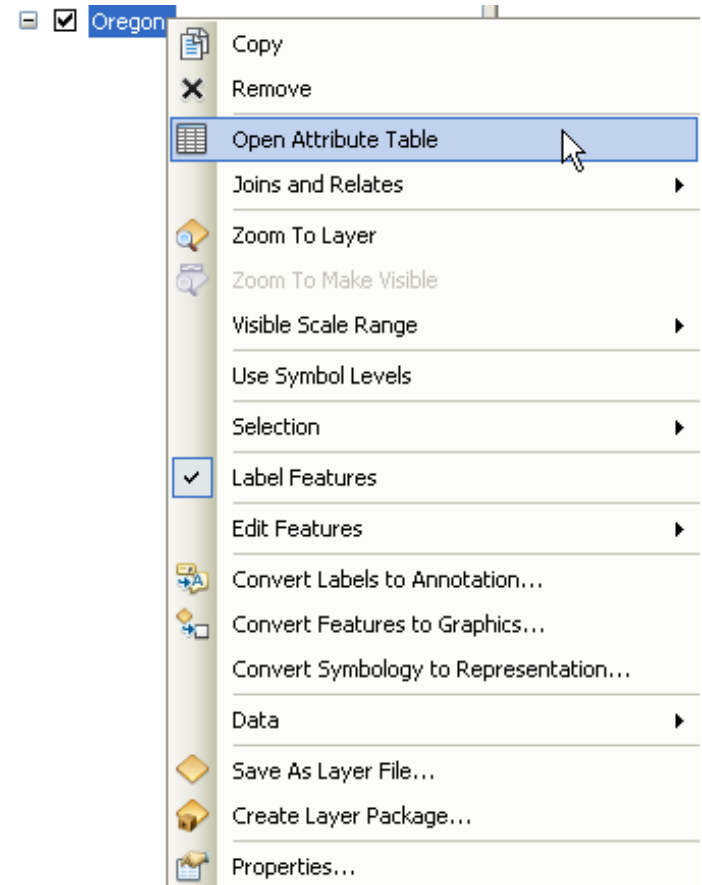 Oregon
Copy
Remove
Open Attribute Table
Joins and Relates
Zoom To Layer
Zoom To Make Visible
Visible Scale Range
Use Symbol Levels
Selection
Label Features
Edit Features
Convert Labels to Annotation...
Convert Features to Graphics...
Convert Symbology to Representation...
Data
Save As Layer File...
Create Layer Package...
Properties...